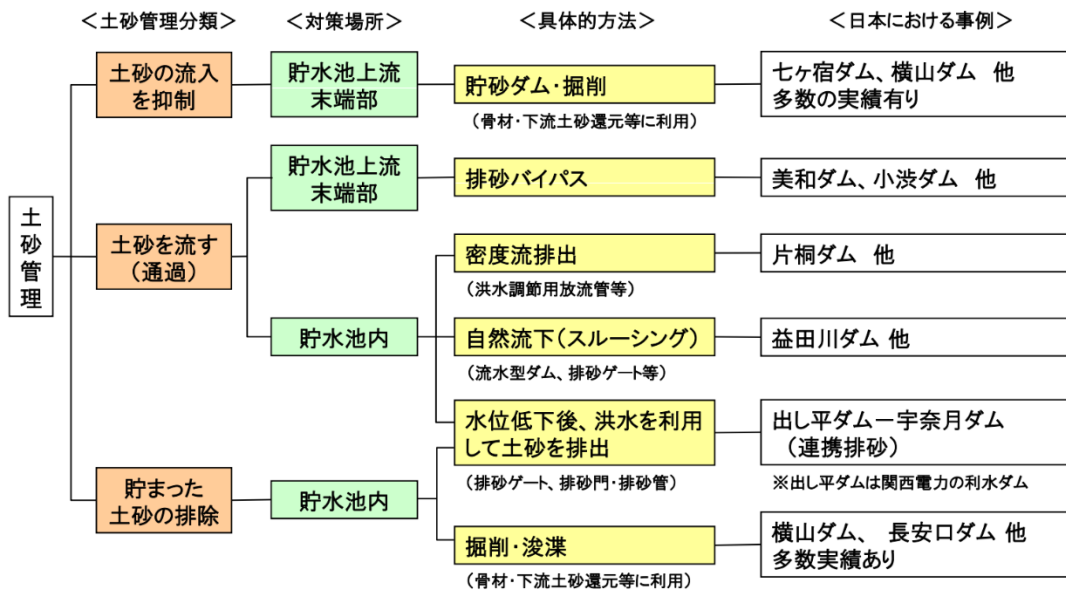 ＜土砂管理分類＞
＜対策場所＞
＜具体的方法＞
＜日本における事例＞
土砂管理
土砂の流入
を抑制
貯水池上流
末端部
貯砂ダム・掘削
（骨材・下流土砂還元等に利用）
七ヶ宿ダム、横山ダム 他
多数の実績有り
土砂を流す
（通過）
貯水池上流
末端部
排砂バイパス
美和ダム、小渋ダム 他
貯水池内
密度流排出
（洪水調節用放流管等）
片桐ダム 他
自然流下（スルーシング）
（流水型ダム、排砂ゲート等）
益田川ダム 他
水位低下後、洪水を利用
して土砂を排出
（排砂ゲート、排砂門・排砂管）
出し平ダムー宇奈月ダム
（連携排砂）
※出し平ダムは関西電力の利水ダム
貯まった
土砂の排除
貯水池内
掘削・浚渫
（骨材・下流土砂還元等に利用）
横山ダム、 長安口ダム 他
多数実績あり